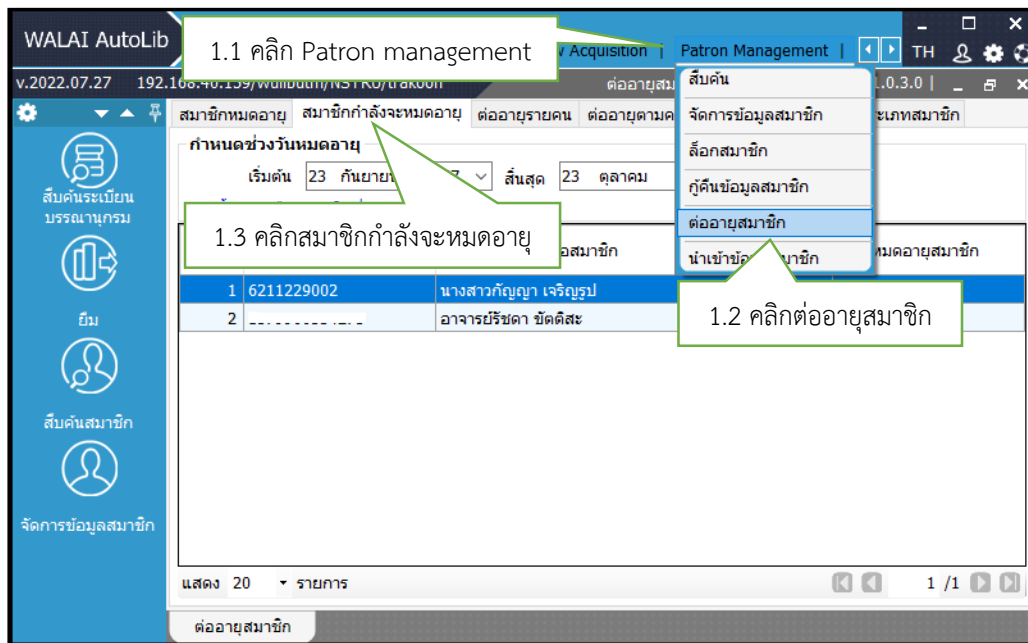 WALAI AutoLib
1.1 คลิก Patron management
Acquisition |
Patron Management |
TH
v.2022.07.27
สมาชิกหมดอายุ
สมาชิกกำลังจะหมดอายุ
ต่ออายุรายคน
กำหนดช่วงวันหมดอายุ
เริ่มต้น 23
สิ้นสุด 23 ตุลาคม
สืบค้น
จัดการข้อมูลสมาชิก
ล็อกสมาชิก
กู้คืนข้อมูลสมาชิก
ต่ออายุสมาชิก
1.3 คลิกสมาชิกกำลังจะหมดอายุ
1.2 คลิกต่ออายุสมาชิก
1 6211229002 นางสาวกัญญา เจริญรูป
2 อาจารย์รัชดา ขัตติสะ
สืบค้นระเบียน
บรรณานุกรม
ยืม
สืบค้นสมาชิก
จัดการข้อมูลสมาชิก
แสดง 20 รายการ
1 /1
ต่ออายุสมาชิก